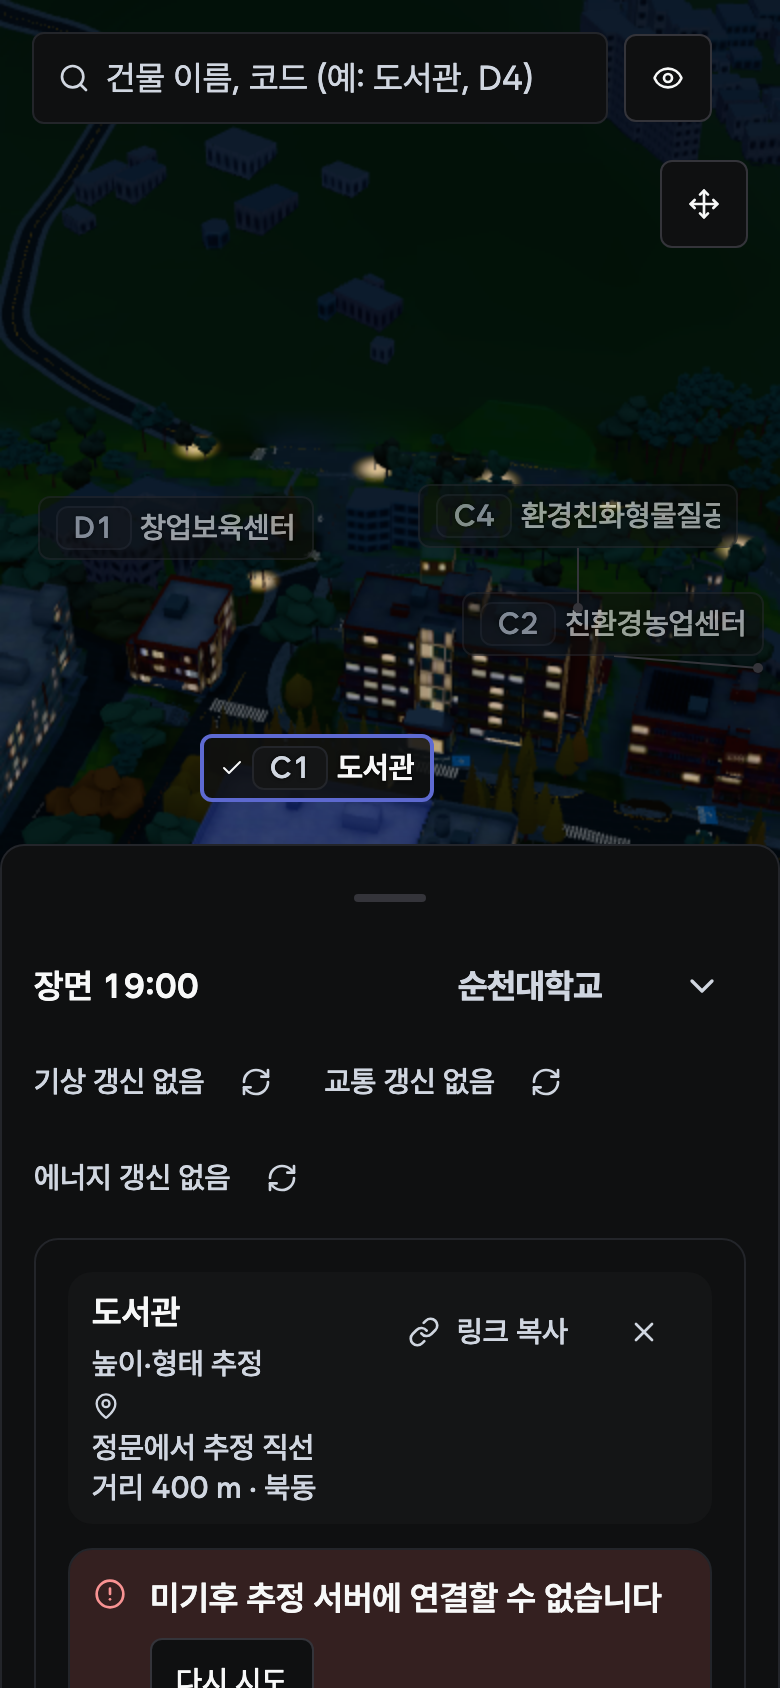 건물 이름, 코드 (예: 도서관, D4)
C4 환경친화형물질공
D1 창업보육센터
C2 친환경농업센터
C1 도서관
장면 19:00 순천대학교
기상 갱신 없음 교통 갱신 없음
에너지 갱신 없음
도서관
링크 복사
높이·형태 추정
정문에서 추정 직선
거리 400 m · 북동
미기후 추정 서버에 연결할 수 없습니다
다시 시도